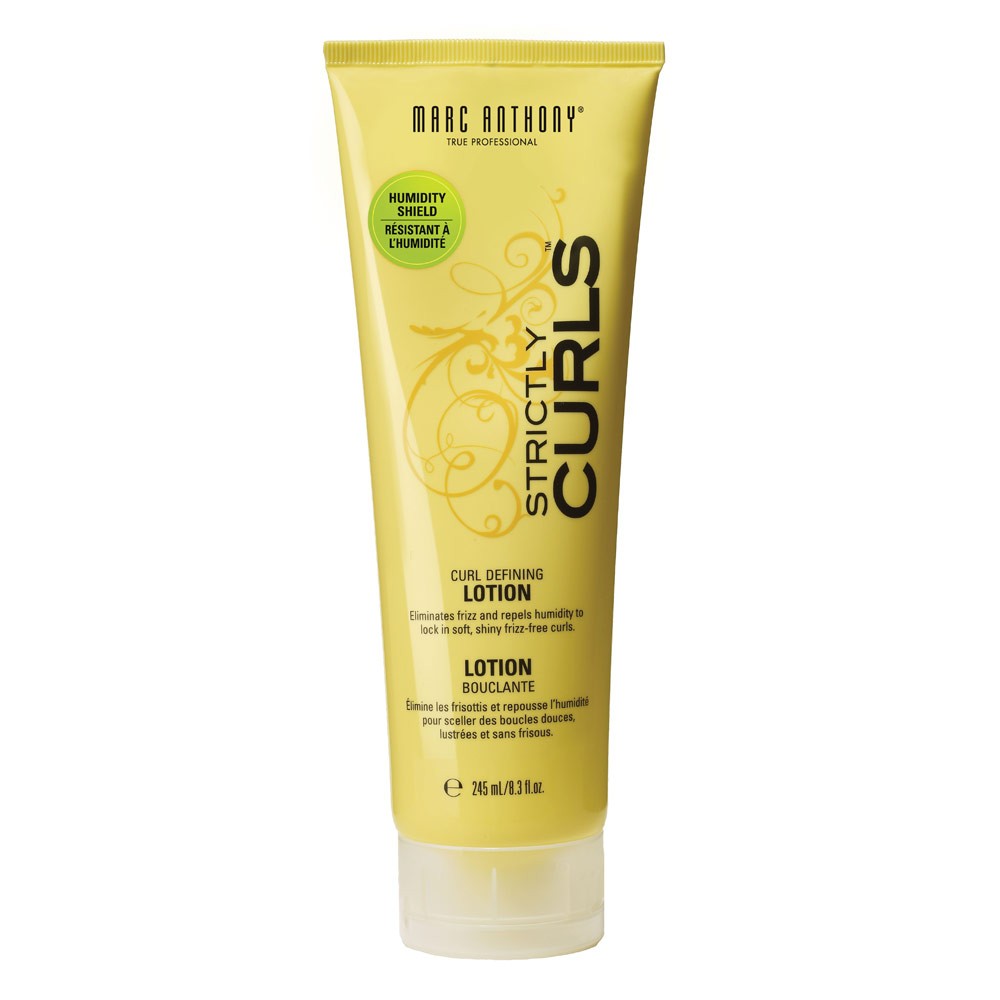 MARC ANTHONY®
TRUE PROFESSIONAL
HUMIDITY
SHIELD
RÉSISTANT À
L'HUMIDITÉ
STRICTLY
CURLS™
CURL DEFINING
LOTION
Eliminates frizz and repels humidity to
lock in soft, shiny frizz-free curls.
LOTION
BOUCLANTE
Élimine les frisottis et repousse l'humidité
pour sceller des boucles douces,
lustrées et sans frisous.
℮ 245 mL/8.3 fl.oz.